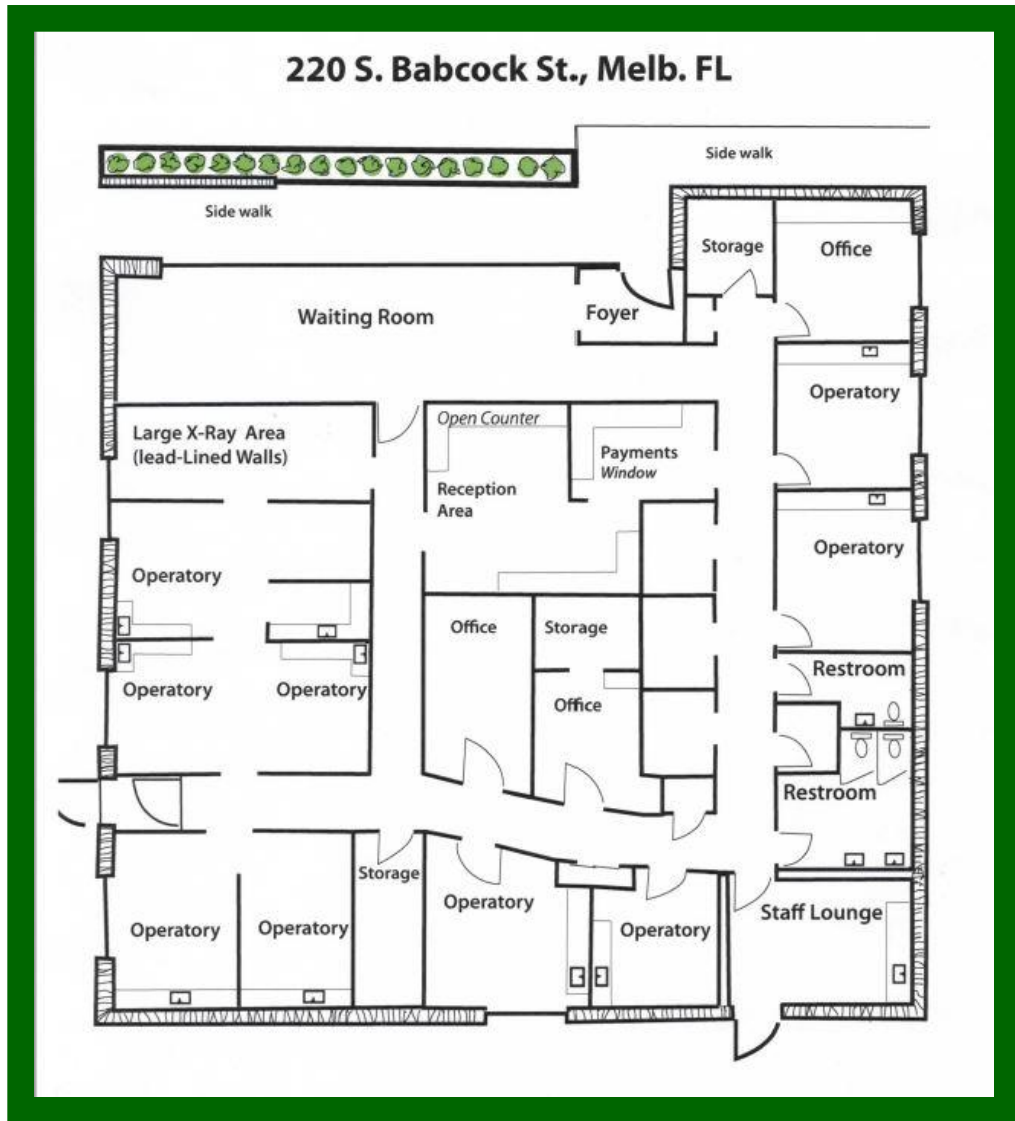 220 S. Babcock St., Melb. FL
Side walk
Side walk
Storage
Office
Foyer
Waiting Room
Operatory
Open Counter
Large X-Ray Area
(lead-Lined Walls)
Payments
Window
Reception
Area
Operatory
Operatory
Office
Storage
Restroom
Operatory
Operatory
Office
Restroom
Storage
Operatory
Staff Lounge
Operatory
Operatory
Operatory